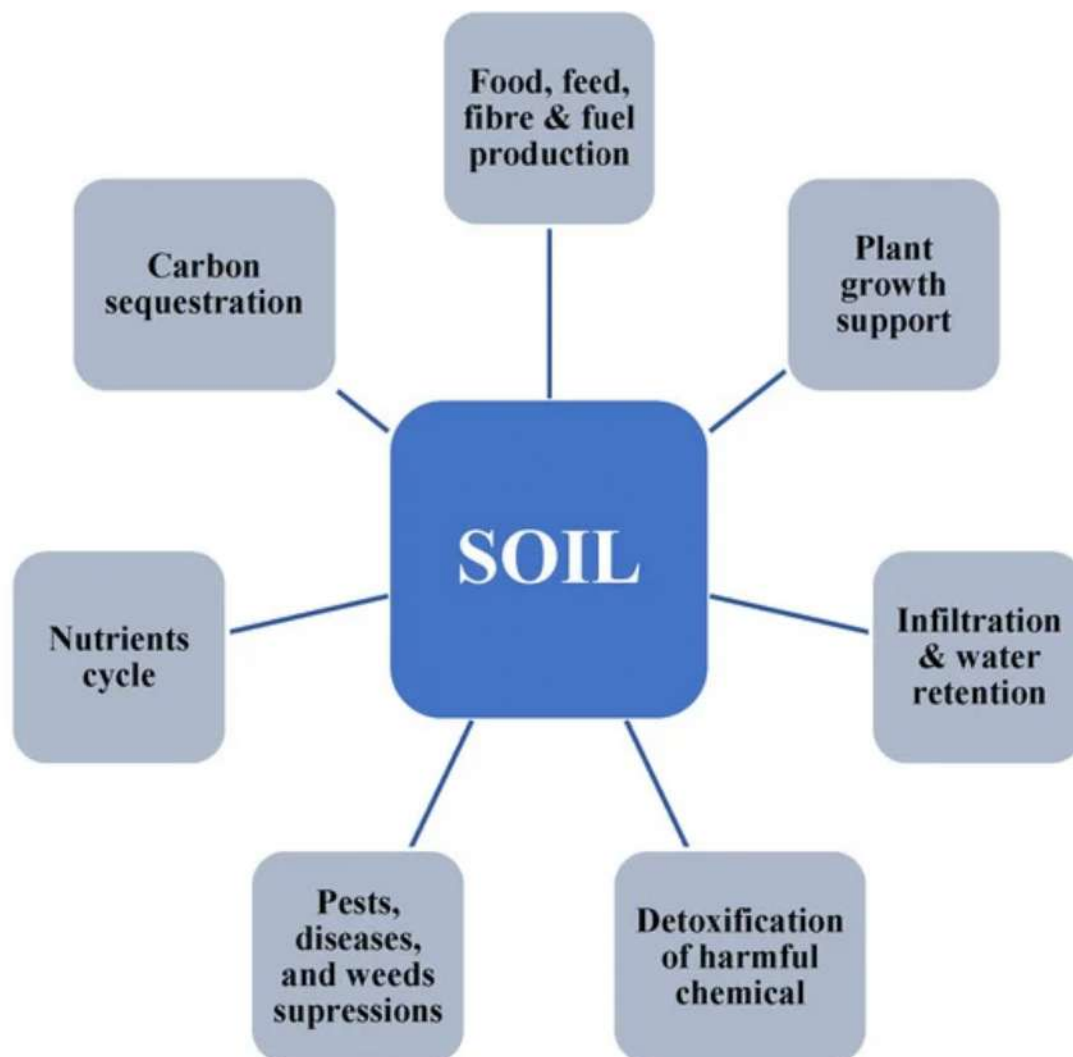 Food, feed,
fibre & fuel
production
Carbon
sequestration
Plant
growth
support
SOIL
Nutrients
cycle
Infiltration
& water
retention
Pests,
diseases,
and weeds
supressions
Detoxification
of harmful
chemical